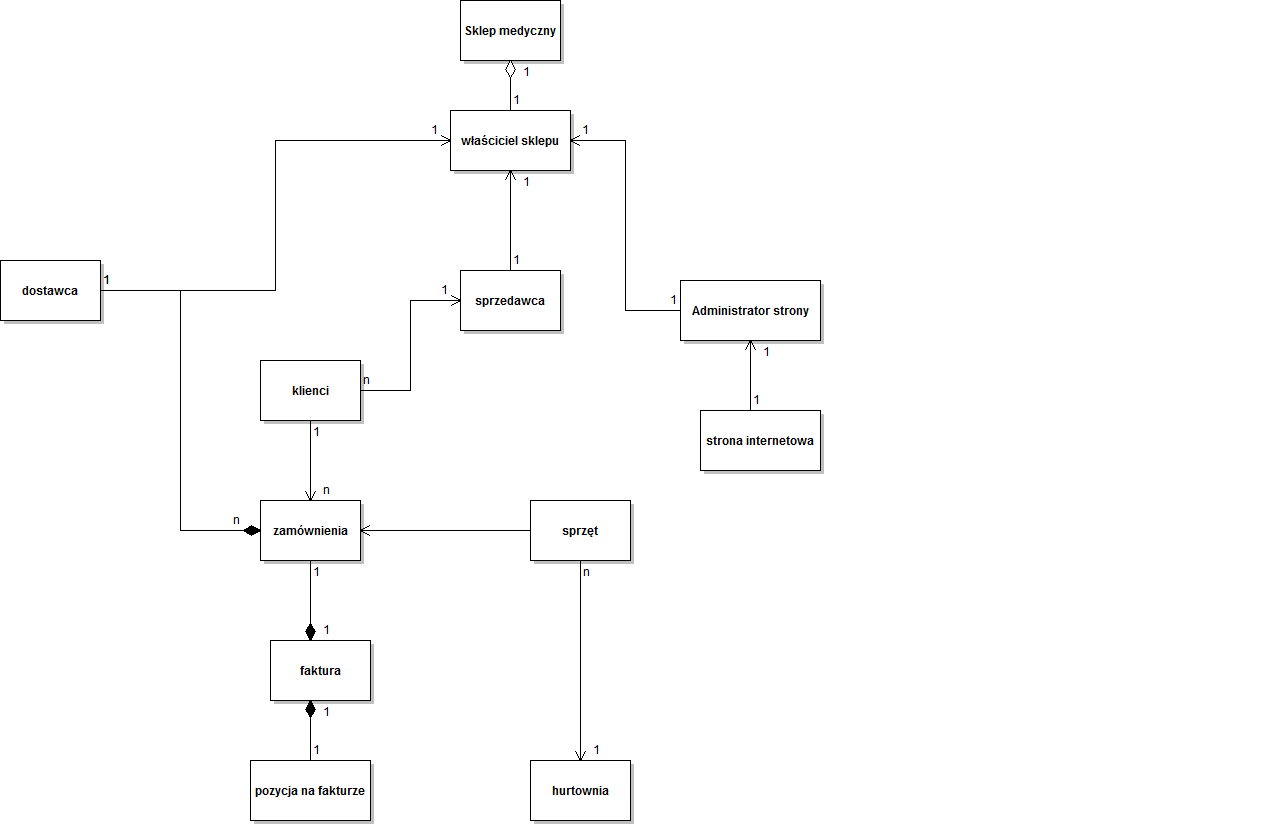 Sklep medyczny
1
1
właściciel sklepu
1
1
1
dostawca
1
1
sprzedawca
1
1
Administrator strony
1
klienci
n
1
strona internetowa
1
n
n
zamównienia
sprzęt
1
n
1
faktura
1
1
pozycja na fakturze
1
hurtownia